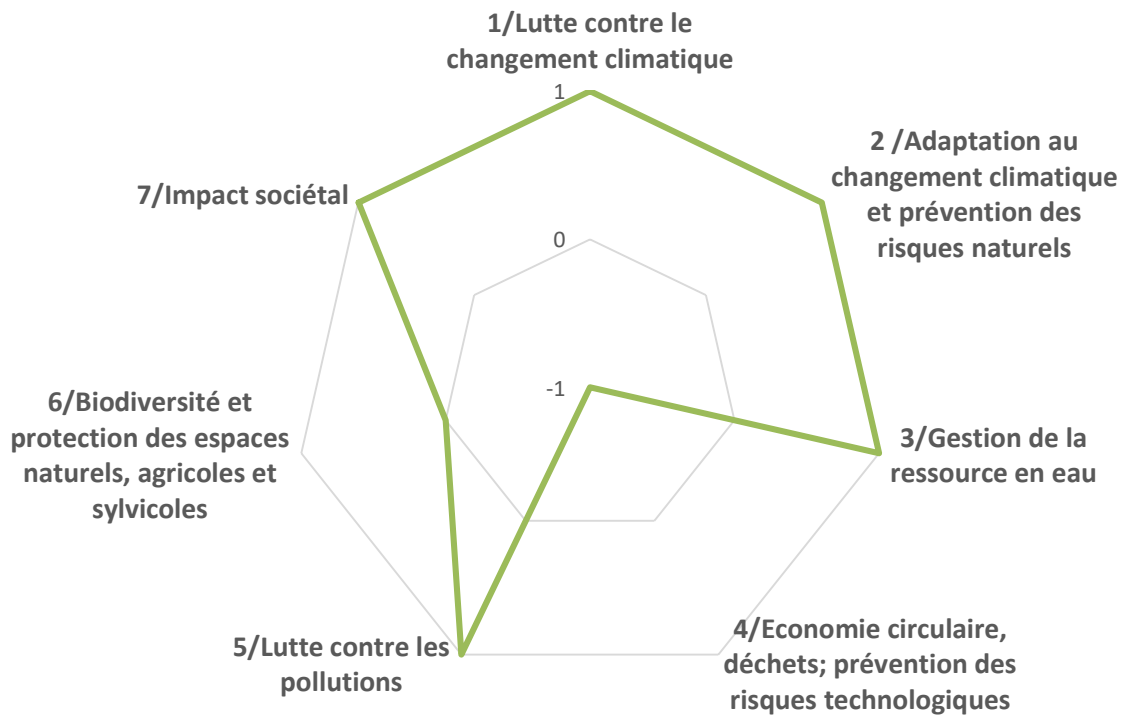 1/Lutte contre le
changement climatique
1
2 /Adaptation au
changement climatique
et prévention des
risques naturels
7/Impact sociétal
0
-1
6/Biodiversité et
protection des espaces
naturels, agricoles et
sylvicoles
3/Gestion de la
ressource en eau
5/Lutte contre les
pollutions
4/Economie circulaire,
déchets; prévention des
risques technologiques